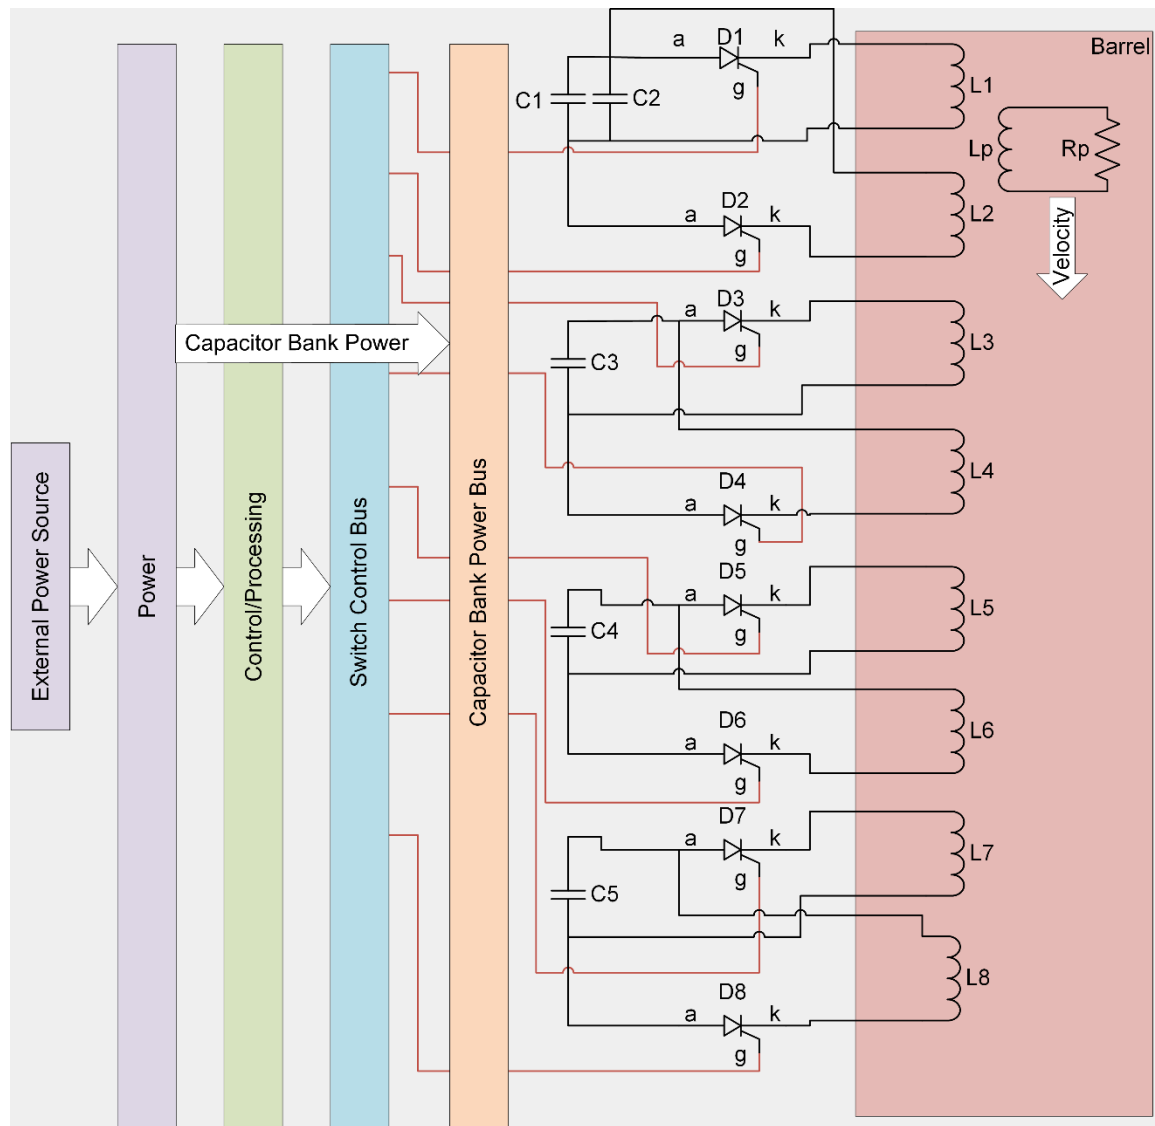 External Power Source
Power
Control/Processing
Switch Control Bus
Capacitor Bank Power Bus
Capacitor Bank Power
Barrel
a D1 k
g
C1 C2
L1
Lp Rp
Velocity
D2
a k
g
L2
D3
a k
g
C3
L3
D4
a k
g
L4
D5
a k
g
C4
L5
D6
a k
g
L6
D7
a k
g
C5
L7
D8
a k
g
L8